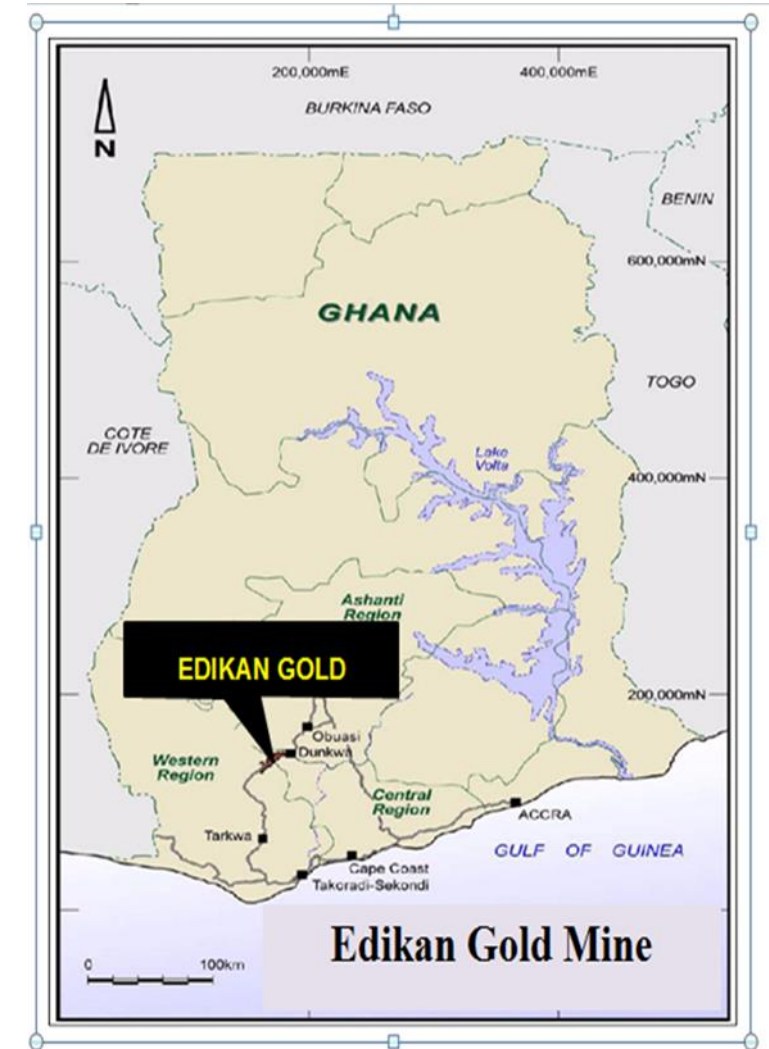 200,000mE
400,000mE
BURKINA FASO
N
BENIN
600,000mN
GHANA
TOGO
COTE
DE IVORE
Lake
Volta
400,000mN
Ashanti
Region
EDIKAN GOLD
200,000mN
Obuasi
Dunkwa
Western
Region
Central
Region
ACCRA
Tarkwa
GULF OF GUINEA
Cape Coast
Takoradi-Sekondi
Edikan Gold Mine
0
100km